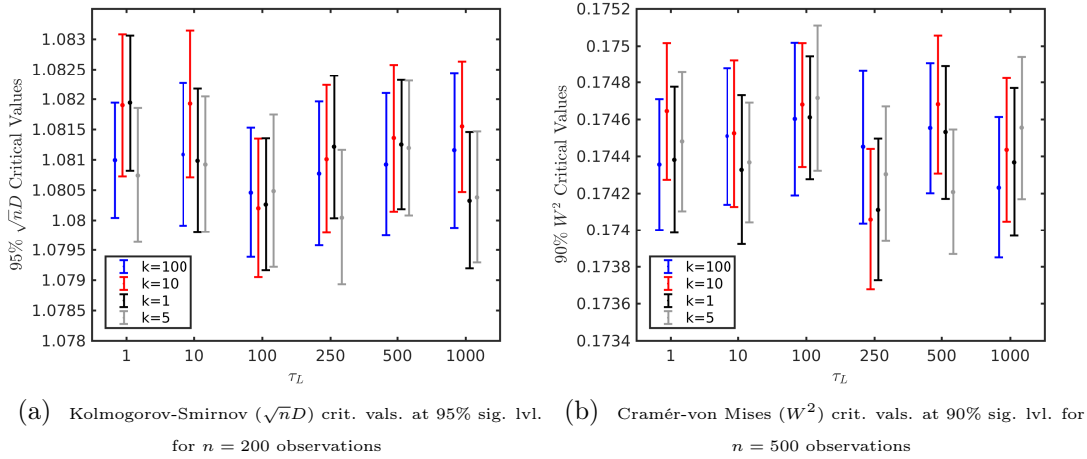 95% √nD Critical Values
1.083
1.0825
1.082
1.0815
1.081
1.0805
1.08
1.0795
1.079
1.0785
1.078
k=100
k=10
k=1
k=5
1 10 100 250 500 1000
τL
90% W² Critical Values
0.1752
0.175
0.1748
0.1746
0.1744
0.1742
0.174
0.1738
0.1736
0.1734
k=100
k=10
k=1
k=5
1 10 100 250 500 1000
τL
(a) Kolmogorov-Smirnov (√nD) crit. vals. at 95% sig. lvl.
for n = 200 observations
(b) Cramér-von Mises (W²) crit. vals. at 90% sig. lvl. for
n = 500 observations